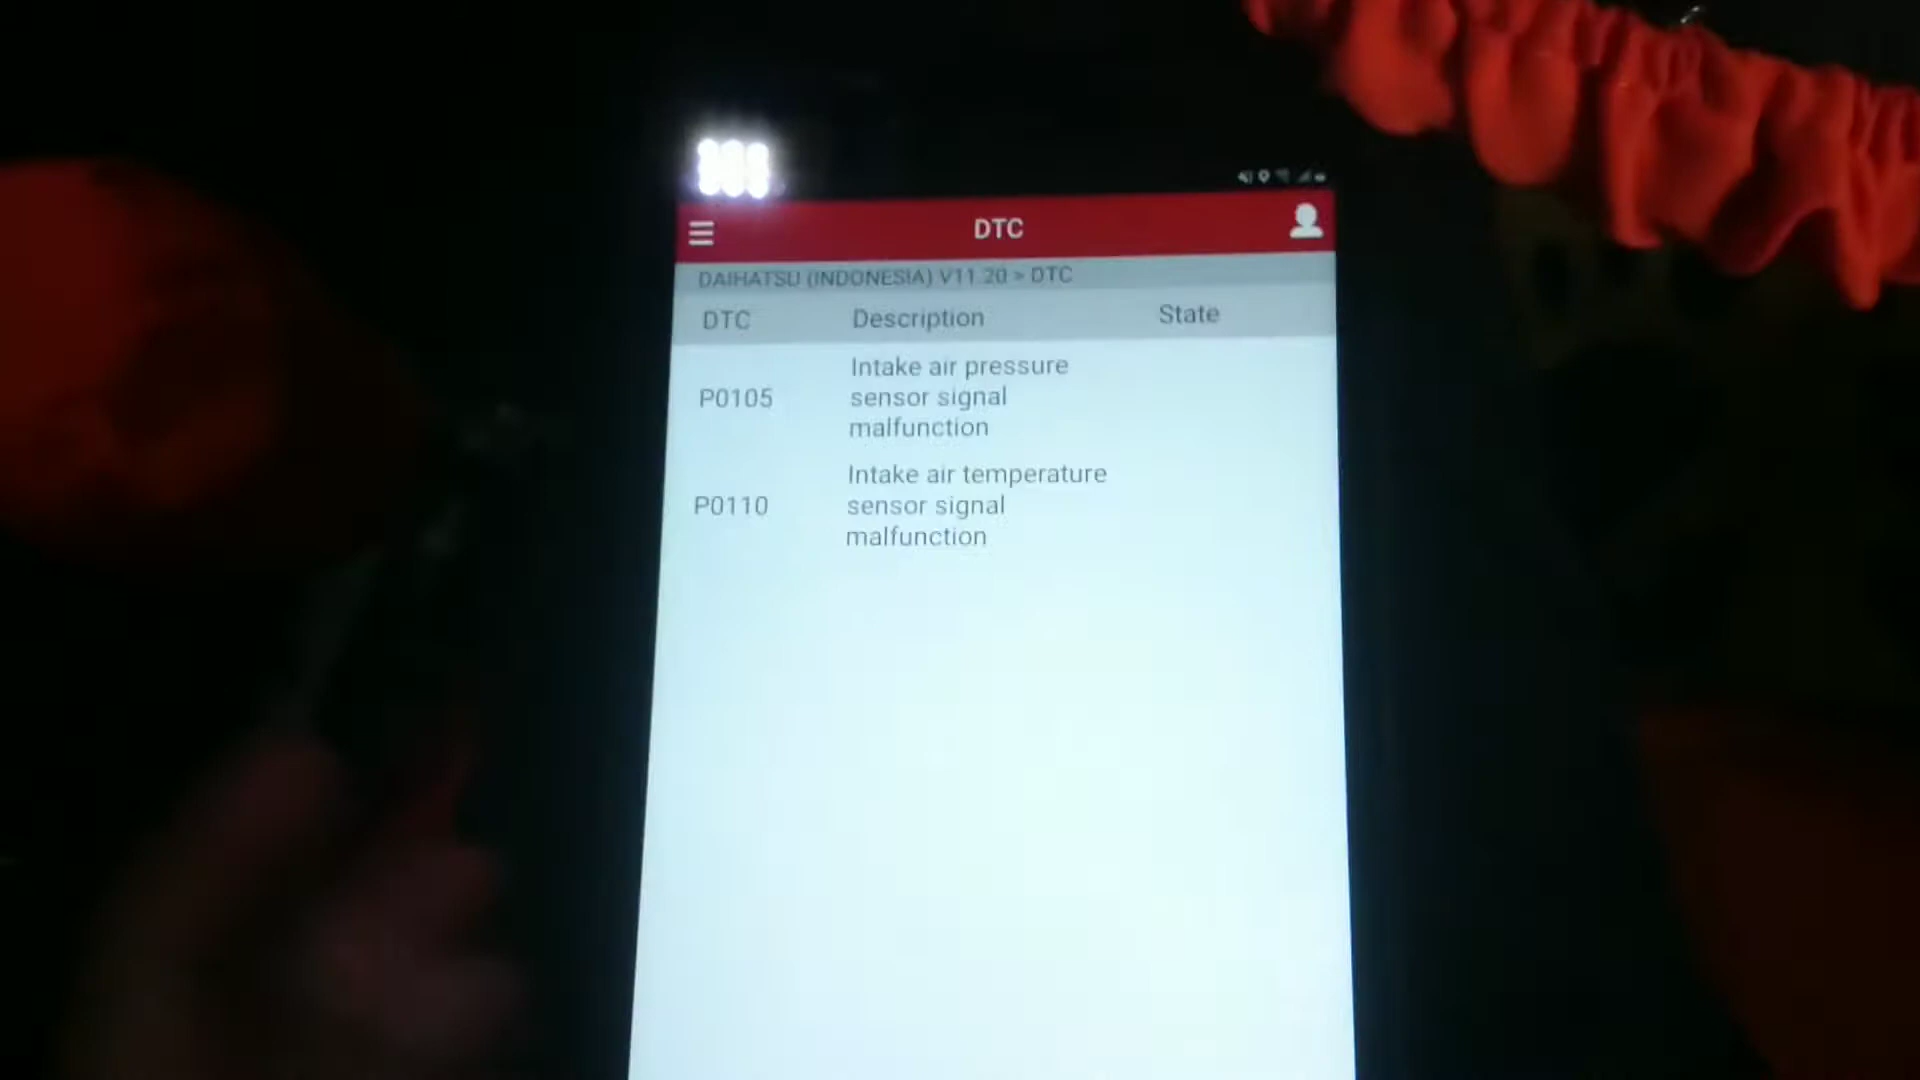 DTC
DAIHATSU (INDONESIA) V11.20 > DTC
DTC Description State
P0105
Intake air pressure
sensor signal
malfunction
P0110
Intake air temperature
sensor signal
malfunction